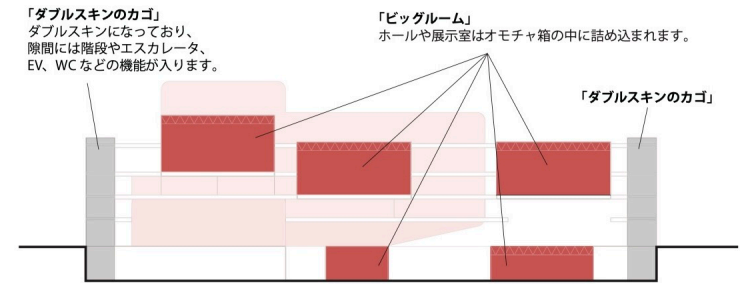 「ダブルスキンのカゴ」
ダブルスキンになっており、
隙間には階段やエスカレータ、
EV、WC などの機能が入ります。
「ビッグルーム」
ホールや展示室はオモチャ箱の中に詰め込まれます。
「ダブルスキンのカゴ」